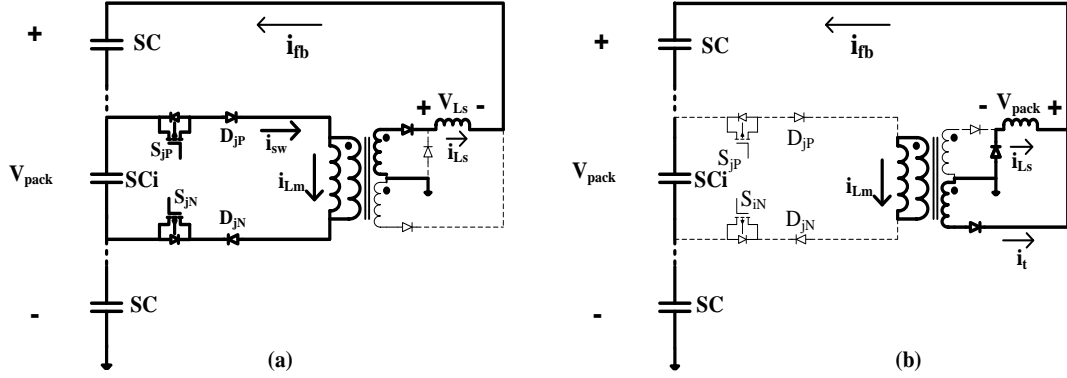 +
SC
i_fb
V_Ls
+ -
i_Ls
S_jP
D_jP
i_sw
V_pack
SCi
i_Lm
S_jN
D_jN
SC
-
(a)
+
SC
i_fb
V_pack
- +
i_Ls
S_jP
D_jP
V_pack
SCi
i_Lm
S_iN
D_jN
i_t
SC
-
(b)